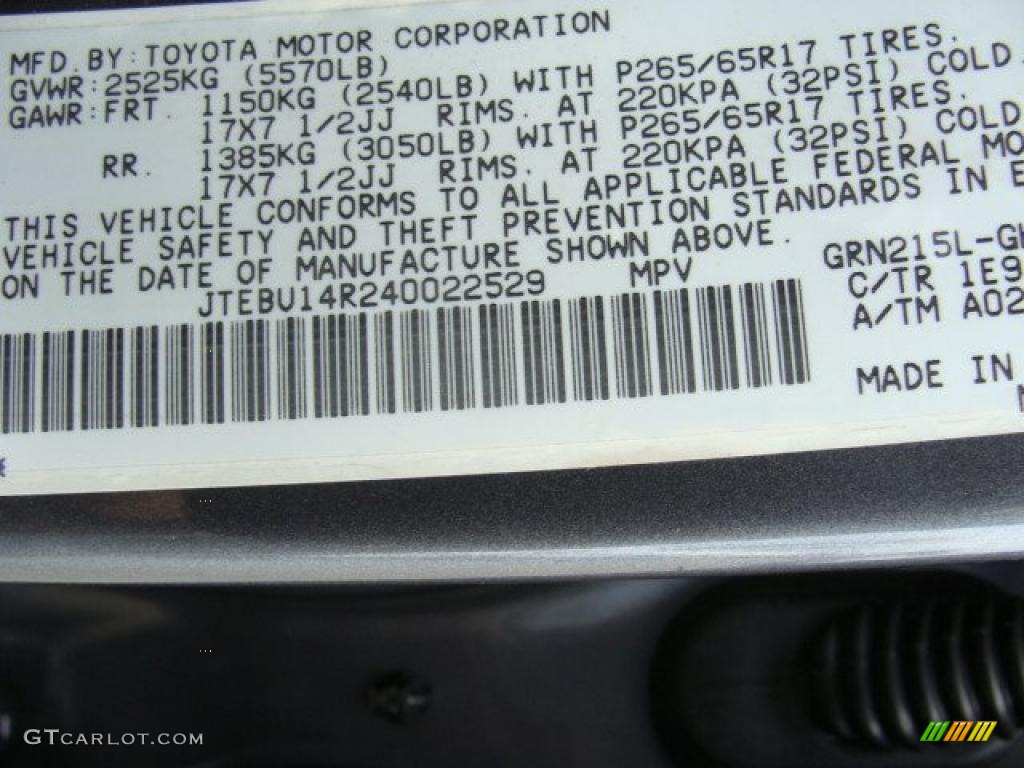 MFD. BY: TOYOTA MOTOR CORPORATION
GVWR: 2525KG (5570LB)
GAWR: FRT. 1150KG (2540LB) WITH P265/65R17 TIRES.
17X7 1/2JJ RIMS. AT 220KPA (32PSI) COLD
RR. 1385KG (3050LB) WITH P265/65R17 TIRES.
17X7 1/2JJ RIMS. AT 220KPA (32PSI) COLD
THIS VEHICLE CONFORMS TO ALL APPLICABLE FEDERAL MO
VEHICLE SAFETY AND THEFT PREVENTION STANDARDS IN E
ON THE DATE OF MANUFACTURE SHOWN ABOVE.
JTEBU14R240022529 MPV
GRN215L-G
C/TR 1E9
A/TM A02
MADE IN
GTCARLOT.COM